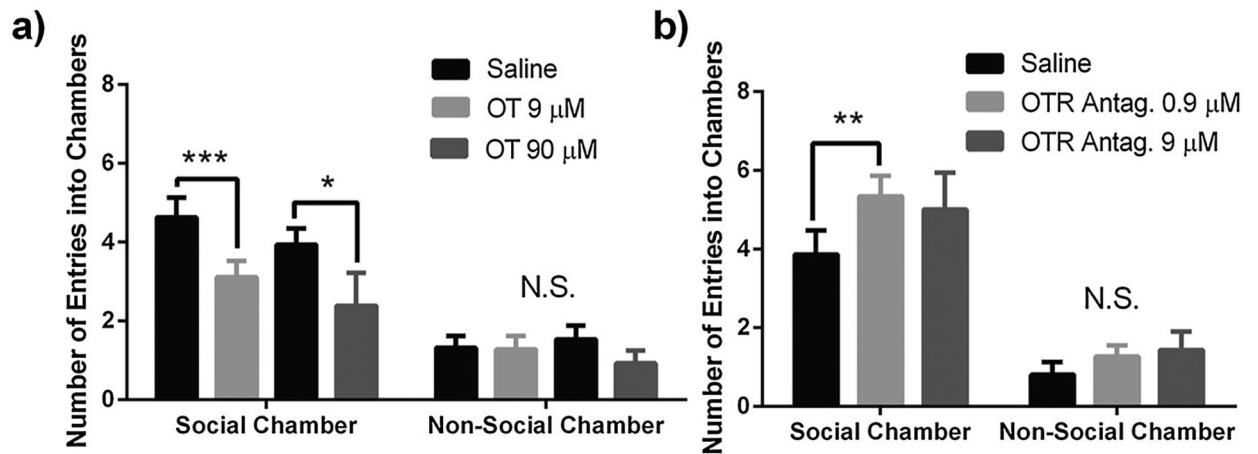 a)
Number of Entries into Chambers
8
6
4
2
0
Saline
OT 9 μM
OT 90 μM
***
*
N.S.
Social Chamber
Non-Social Chamber
b)
Number of Entries into Chambers
8
6
4
2
0
Saline
OTR Antag. 0.9 μM
OTR Antag. 9 μM
**
N.S.
Social Chamber
Non-Social Chamber